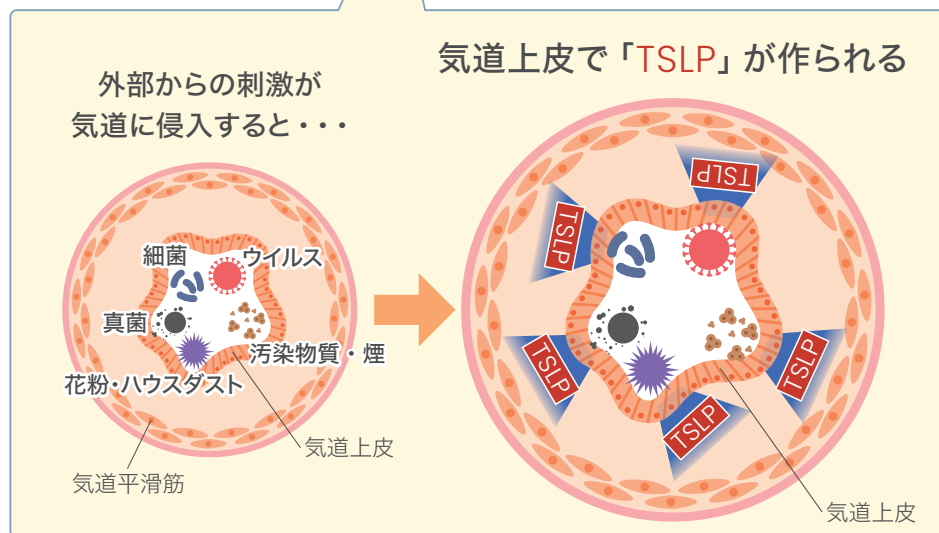 外部からの刺激が
気道に侵入すると・・・
細菌
ウイルス
真菌
汚染物質・煙
花粉・ハウスダスト
気道上皮
気道平滑筋
気道上皮で「TSLP」が作られる
TSLP
TSLP
TSLP
TSLP
TSLP
気道上皮